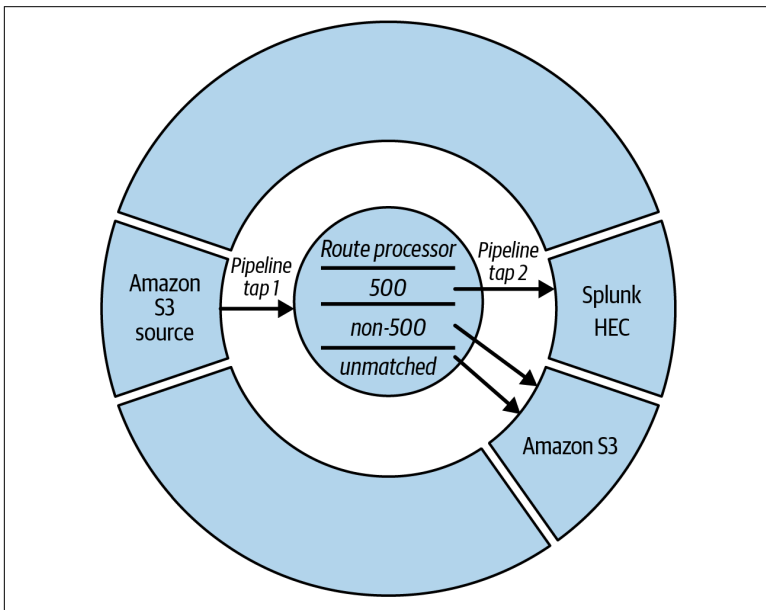 Amazon
S3
source
Pipeline
tap 1
Route processor
500
non-500
unmatched
Pipeline
tap 2
Splunk
HEC
Amazon S3